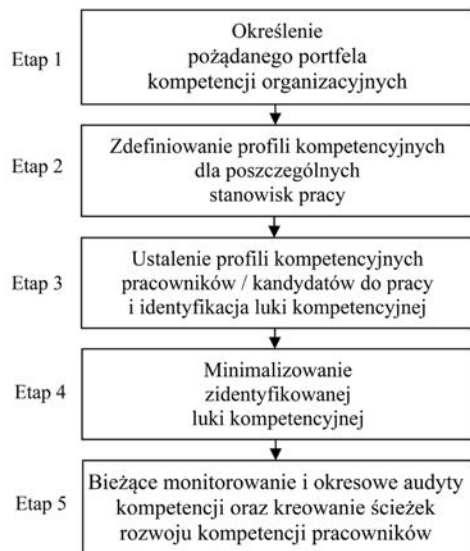 Etap 1
Określenie
pożądanego portfela
kompetencji organizacyjnych
Etap 2
Zdefiniowanie profili kompetencyjnych
dla poszczególnych
stanowisk pracy
Etap 3
Ustalenie profili kompetencyjnych
pracowników / kandydatów do pracy
i identyfikacja luki kompetencyjnej
Etap 4
Minimalizowanie
zidentyfikowanej
luki kompetencyjnej
Etap 5
Bieżące monitorowanie i okresowe audyty
kompetencji oraz kreowanie ścieżek
rozwoju kompetencji pracowników